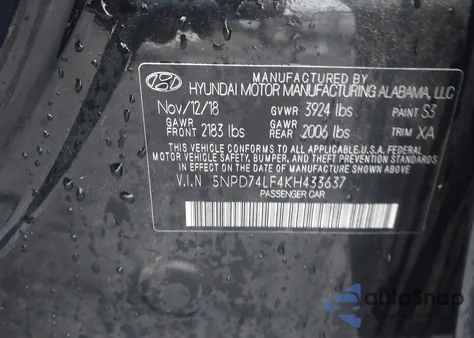 MANUFACTURED BY
HYUNDAI MOTOR MANUFACTURING ALABAMA, LLC
Nov/12/18 GVWR 3924 lbs PAINT S3
GAWR FRONT 2183 lbs GAWR REAR 2006 lbs TRIM XA
THIS VEHICLE CONFORMS TO ALL APPLICABLE U.S.A. FEDERAL
MOTOR VEHICLE SAFETY, BUMPER, AND THEFT PREVENTION STANDARDS
IN EFFECT ON THE DATE OF MANUFACTURE SHOWN ABOVE.
V.I.N 5NPD74LF4KH433637
PASSENGER CAR
autoSnap